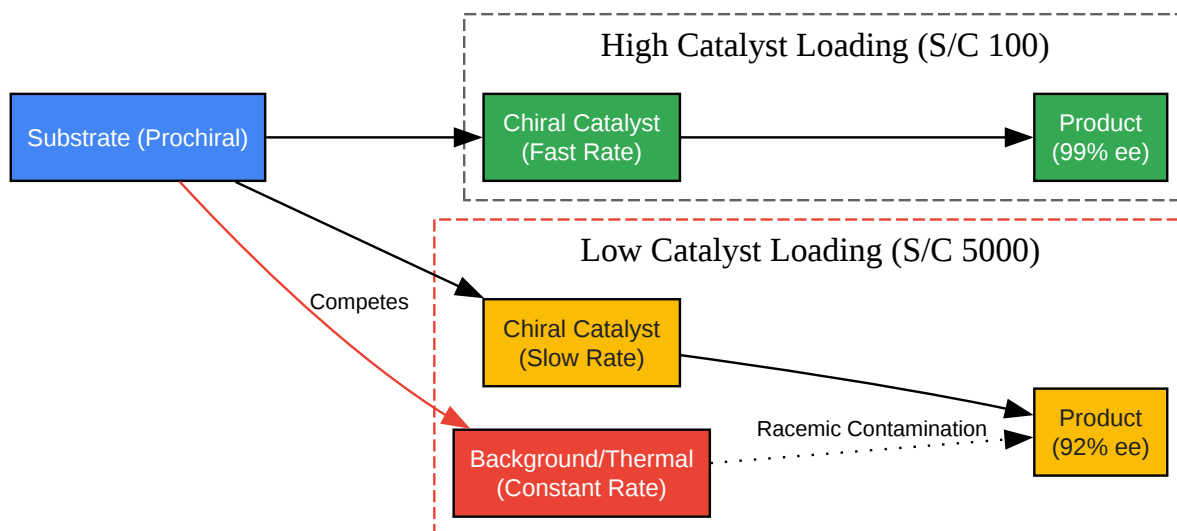 High Catalyst Loading (S/C 100)
Substrate (Prochiral)
Chiral Catalyst
(Fast Rate)
Product
(99% ee)
Low Catalyst Loading (S/C 5000)
Competes
Chiral Catalyst
(Slow Rate)
Product
(92% ee)
Racemic Contamination
Background/Thermal
(Constant Rate)